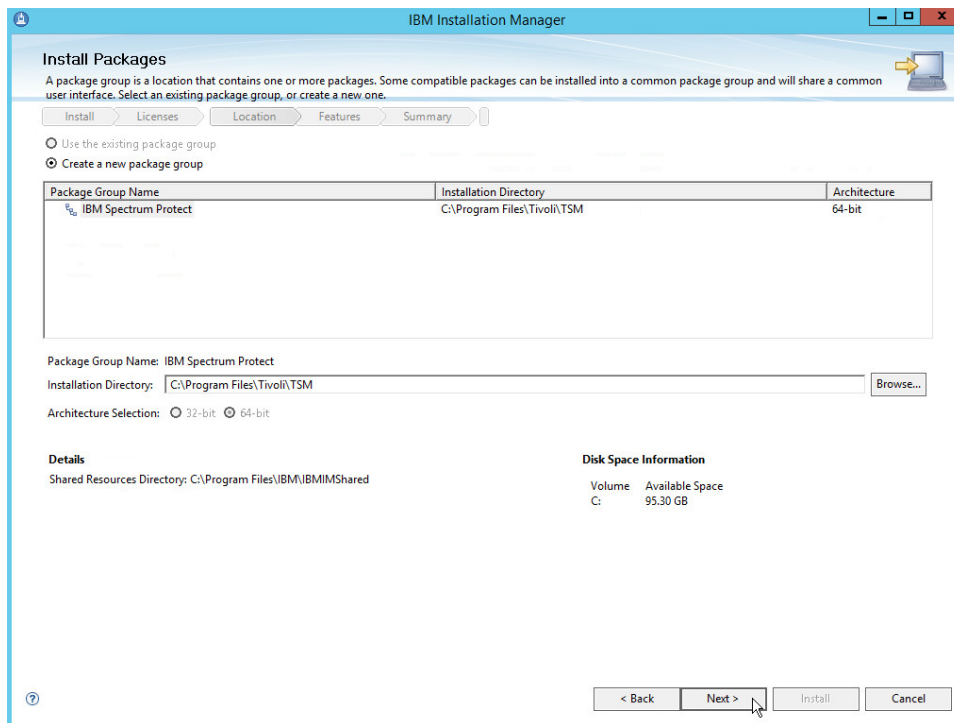 IBM Installation Manager
Install Packages
A package group is a location that contains one or more packages. Some compatible packages can be installed into a common package group and will share a common
user interface. Select an existing package group, or create a new one.
Install Licenses Location Features Summary
Use the existing package group
Create a new package group
Package Group Name Installation Directory Architecture
IBM Spectrum Protect C:\Program Files\Tivoli\TSM 64-bit
Package Group Name: IBM Spectrum Protect
Installation Directory: C:\Program Files\Tivoli\TSM Browse...
Architecture Selection: 32-bit 64-bit
Details Disk Space Information
Shared Resources Directory: C:\Program Files\IBM\IBMIMShared
Volume Available Space
C: 95.30 GB
? < Back Next > Install Cancel